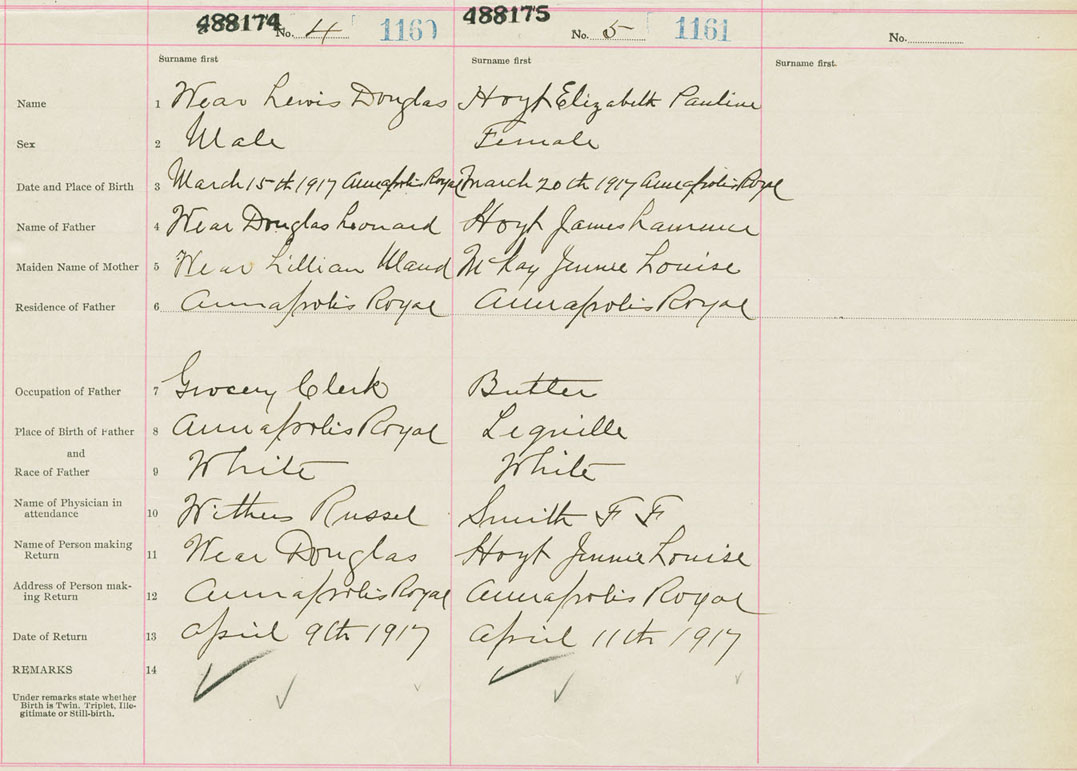 488174 No. 4 1160 488175 No. 5 1161 No.
Surname first Surname first Surname first.
Name 1 Wear Lewis Douglas Hoyt Elizabeth Pauline
Sex 2 Male Female
Date and Place of Birth 3 March 15th 1917 Annapolis Royal March 20th 1917 Annapolis Royal
Name of Father 4 Wear Douglas Leonard Hoyt James Laurence
Maiden Name of Mother 5 Wear Lillian Maud McKay Jennie Louise
Residence of Father 6 Annapolis Royal Annapolis Royal
Occupation of Father 7 Grocery Clerk Butler
Place of Birth of Father 8 Annapolis Royal Lequille
and
Race of Father 9 White White
Name of Physician in
attendance 10 Withers Russel Smith F F
Name of Person making
Return 11 Wear Douglas Hoyt Jennie Louise
Address of Person mak-
ing Return 12 Annapolis Royal Annapolis Royal
Date of Return 13 April 9th 1917 April 11th 1917
REMARKS 14
Under remarks state whether
Birth is Twin, Triplet, Ille-
gitimate or Still-birth.